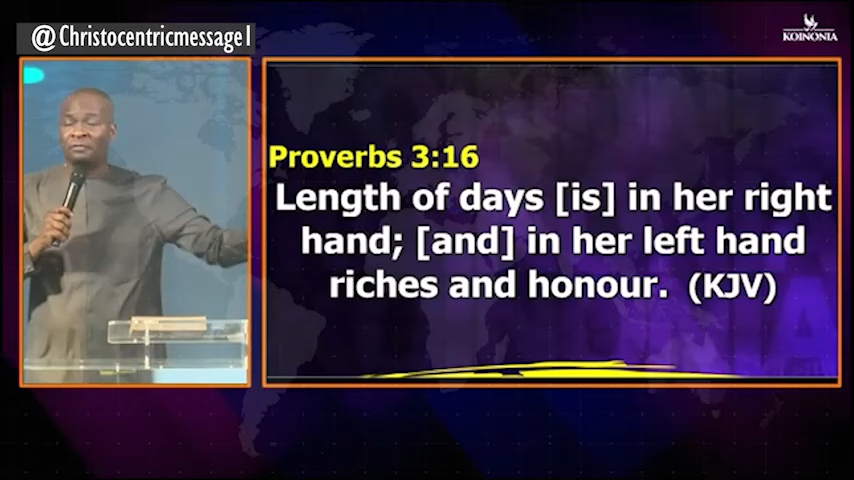 @Christocentricmessage1
KOINONIA
Proverbs 3:16
Length of days [is] in her right
hand; [and] in her left hand
riches and honour. (KJV)